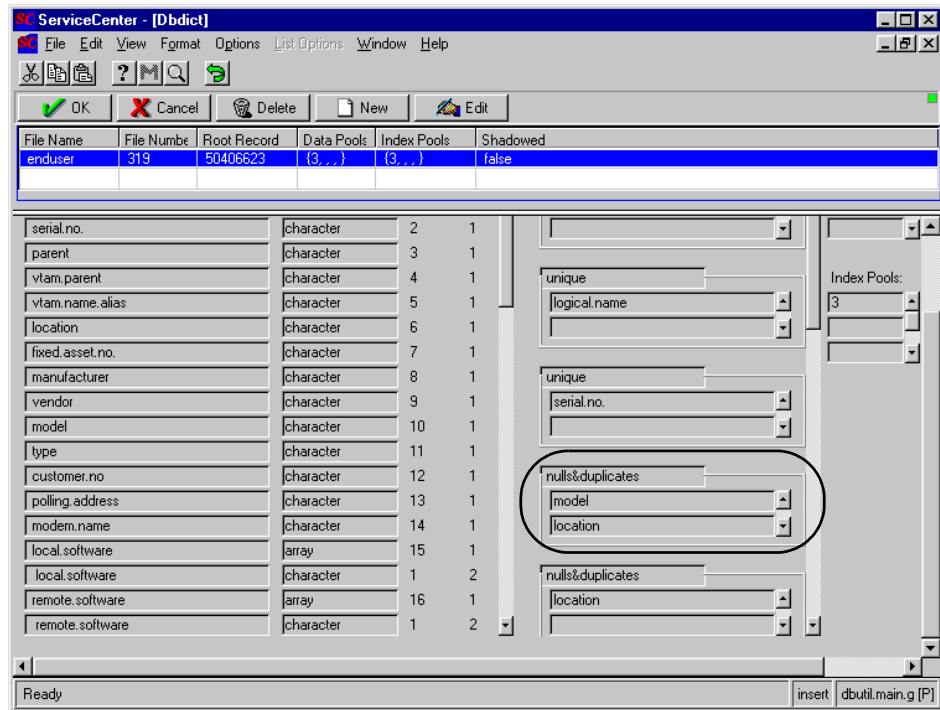 SC ServiceCenter - [Dbdict]
SC File Edit View Format Options List Options Window Help
? M
OK Cancel Delete New Edit
File Name File Numbe Root Record Data Pools Index Pools Shadowed
enduser 319 50406623 {3, , , } {3, , , } false
serial.no. character 2 1
parent character 3 1
vtam.parent character 4 1 unique Index Pools:
vtam.name.alias character 5 1 logical.name 3
location character 6 1
fixed.asset.no. character 7 1
manufacturer character 8 1 unique
vendor character 9 1 serial.no.
model character 10 1
type character 11 1
customer.no character 12 1 nulls&duplicates
polling.address character 13 1 model
modem.name character 14 1 location
local.software array 15 1
local.software character 1 2 nulls&duplicates
remote.software array 16 1 location
remote.software character 1 2
Ready insert dbutil.main.g [P]